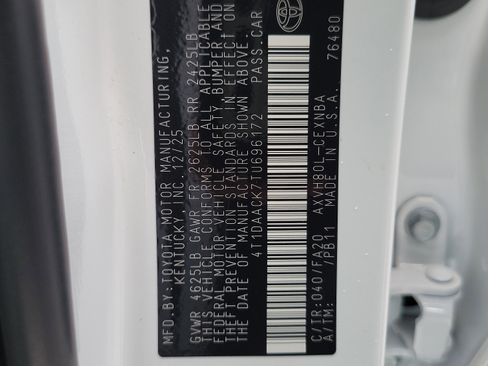 MFD.BY:TOYOTA MOTOR MANUFACTURING,
KENTUCKY, INC. 12/25
GVWR 4625LB GAWR FR 2625LB RR 2425LB
THIS VEHICLE CONFORMS TO ALL APPLICABLE
FEDERAL MOTOR VEHICLE SAFETY, BUMPER AND
THEFT PREVENTION STANDARDS IN EFFECT ON
THE DATE OF MANUFACTURE SHOWN ABOVE.
4T1DAACK7TU696172 PASS.CAR
C/TR:040/FA20 AXVH80L-CEXNBA
A/TM: /PB11 MADE IN U.S.A. 76480